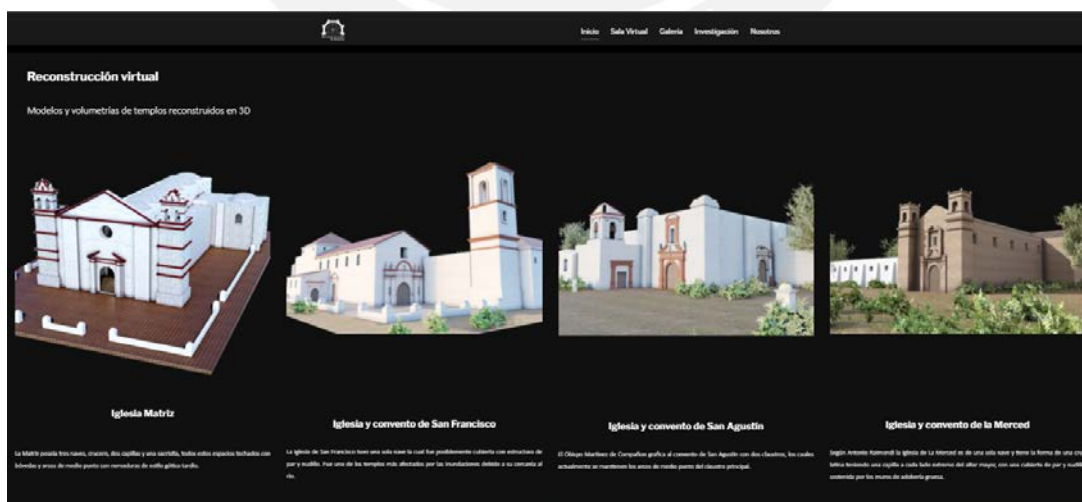 Inicio Sala Virtual Galería Investigación Nosotros
Reconstrucción virtual
Modelos y volumetrías de templos reconstruidos en 3D
Iglesia Matriz
La Matriz poseía tres naves, crucero, dos capillas y una sacristía, todos estos espacios techados con
bóvedas y arcos de medio punto con nervaduras de estilo gótico tardío.
Iglesia y convento de San Francisco
La Iglesia de San Francisco tuvo una sola nave la cual fue posiblemente cubierta con estructura de
par y nudillo. Fue uno de los templos más afectados por las inundaciones debido a su cercanía al
río.
Iglesia y convento de San Agustín
El Obispo Martínez de Compañon grafica al convento de San Agustín con dos claustros, los cuales
actualmente se mantienen los arcos de medio punto del claustro principal.
Iglesia y convento de la Merced
Según Antonio Raimondi la iglesia de La Merced es de una sola nave y tiene la forma de una cruz
latina teniendo una capilla a cada lado extremo del altar mayor, con una cubierta de par y nudillo
sostenida por los muros de adobería gruesa.